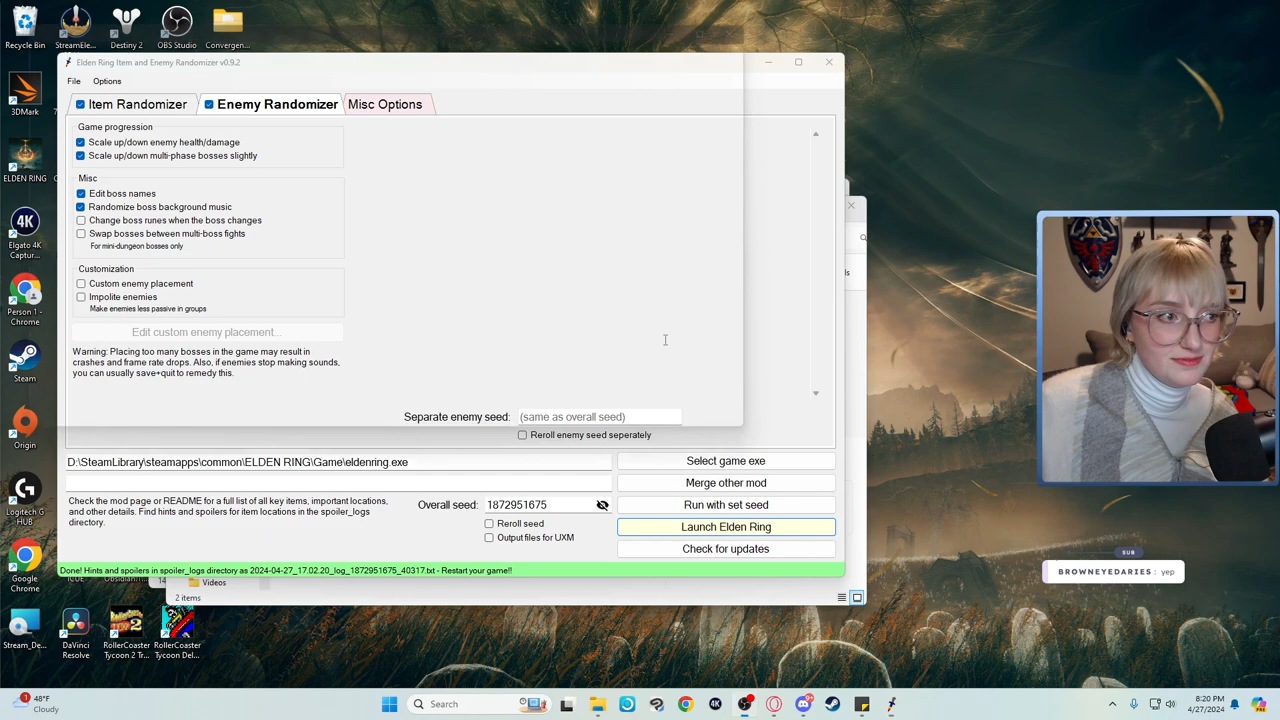 Recycle Bin
StreamEle...
Destiny 2
OBS Studio
Convergen...
3DMark
ELDEN RING
Elgato 4K
Captur...
Person 1 -
Chrome
Steam
Origin
Logitech G
HUB
Google
Chrome
iCUE
Obsidian...
Stream_De...
DaVinci
Resolve
RollerCoaster
Tycoon 2 Tr...
RollerCoaster
Tycoon Del...
Elden Ring Item and Enemy Randomizer v0.9.2
File
Options
Item Randomizer
Enemy Randomizer
Misc Options
Game progression
Scale up/down enemy health/damage
Scale up/down multi-phase bosses slightly
Misc
Edit boss names
Randomize boss background music
Change boss runes when the boss changes
Swap bosses between multi-boss fights
For mini-dungeon bosses only
Customization
Custom enemy placement
Impolite enemies
Make enemies less passive in groups
Edit custom enemy placement...
Warning: Placing too many bosses in the game may result in
crashes and frame rate drops. Also, if enemies stop making sounds,
you can usually save+quit to remedy this.
Separate enemy seed: (same as overall seed)
Reroll enemy seed seperately
D:\SteamLibrary\steamapps\common\ELDEN RING\Game\eldenring.exe
Select game exe
Merge other mod
Check the mod page or README for a full list of all key items, important locations,
and other details. Find hints and spoilers for item locations in the spoiler_logs
directory.
Overall seed: 1872951675
Reroll seed
Output files for UXM
Run with set seed
Launch Elden Ring
Check for updates
Done! Hints and spoilers in spoiler_logs directory as 2024-04-27_17.02.20_log_1872951675_40317.txt - Restart your game!!
Videos
2 items
SUB
BROWNEYEDARIES : yep
1
48°F
Cloudy
Search
4K
9+
8:20 PM
4/27/2024